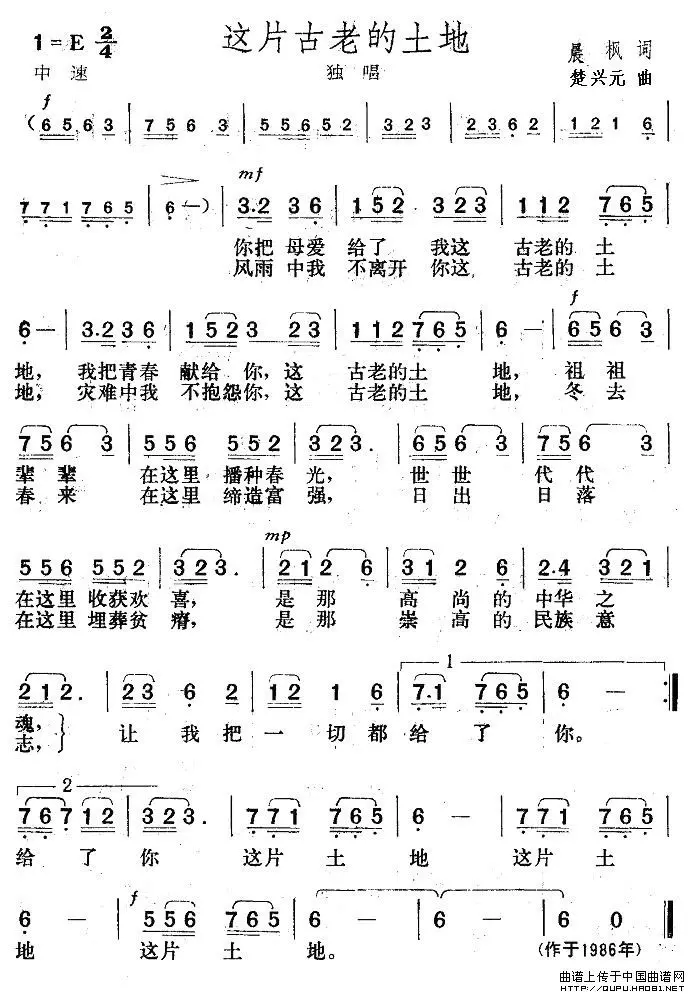 这片古老的土地
1=E 2/4
中速
独唱
晨枫 词
楚兴元 曲
f
(6563 | 756 3 | 55652 | 323 | 2362 | 121 6 |
mf
771765 | 6 –) | 3·2 36 | 152 323 | 112 765 |
你把 母爱 给了 我这 古老的 土
风雨 中我 不离开 你这 古老的 土
f
6 – | 3·236 | 1523 23 | 112765 | 6 – | 656 3 |
地, 我把青春 献给 你,这 古老的土 地, 祖祖
地, 灾难中我 不抱怨你,这 古老的土 地, 冬去
756 3 | 556 552 | 323· | 656 3 | 756 3 |
辈辈 在这里 播种春 光, 世世 代代
春来 在这里 缔造富 强, 日出 日落
mp
556 552 | 323· | 212 6 | 31 2 6 | 2·4 321 |
在这里 收获欢 喜, 是那 高尚的 中华之
在这里 埋葬贫 瘠, 是那 崇高的 民族意
1
212· | 23 6 2 | 12 1 6 | 7·1 765 | 6 – :|
魂,} 让我把一切都给了你。
志,}
2
767 12 | 323· | 771 765 | 6 – | 771 765 |
给了你 这片土 地 这片土
f
6 – | 556 765 | 6 – | 6 – | 6 0 ‖
地 这片土 地。 (作于1986年)
曲谱上传于中国曲谱网
HTTP://QUPU.HAO81.NET